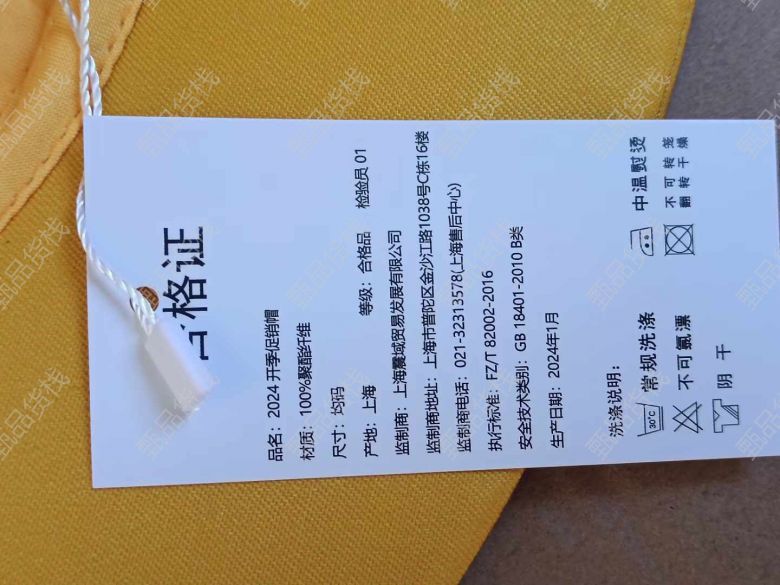 合格证
品名：2024 开季促销帽
材质：100%聚酯纤维
尺寸：均码
产地：上海 等级：合格品 检验员 01
监制商：上海震域贸易发展有限公司
监制商地址：上海市普陀区金沙江路1038号C栋16楼
监制商电话：021-32313578(上海售后中心)
执行标准：FZ/T 82002-2016
安全技术类别：GB 18401-2010 B类
生产日期：2024年1月
洗涤说明：
30°C 常规洗涤 中温熨烫
不可氯漂 不可转笼
翻转干燥
阴干
甄品货栈